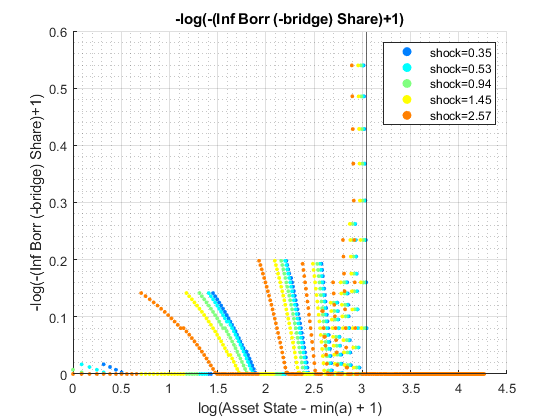 -log(-(Inf Borr (-bridge) Share)+1)
-log(-(Inf Borr (-bridge) Share)+1)
0.6
0.5
0.4
0.3
0.2
0.1
0
shock=0.35
shock=0.53
shock=0.94
shock=1.45
shock=2.57
0 0.5 1 1.5 2 2.5 3 3.5 4 4.5
log(Asset State - min(a) + 1)